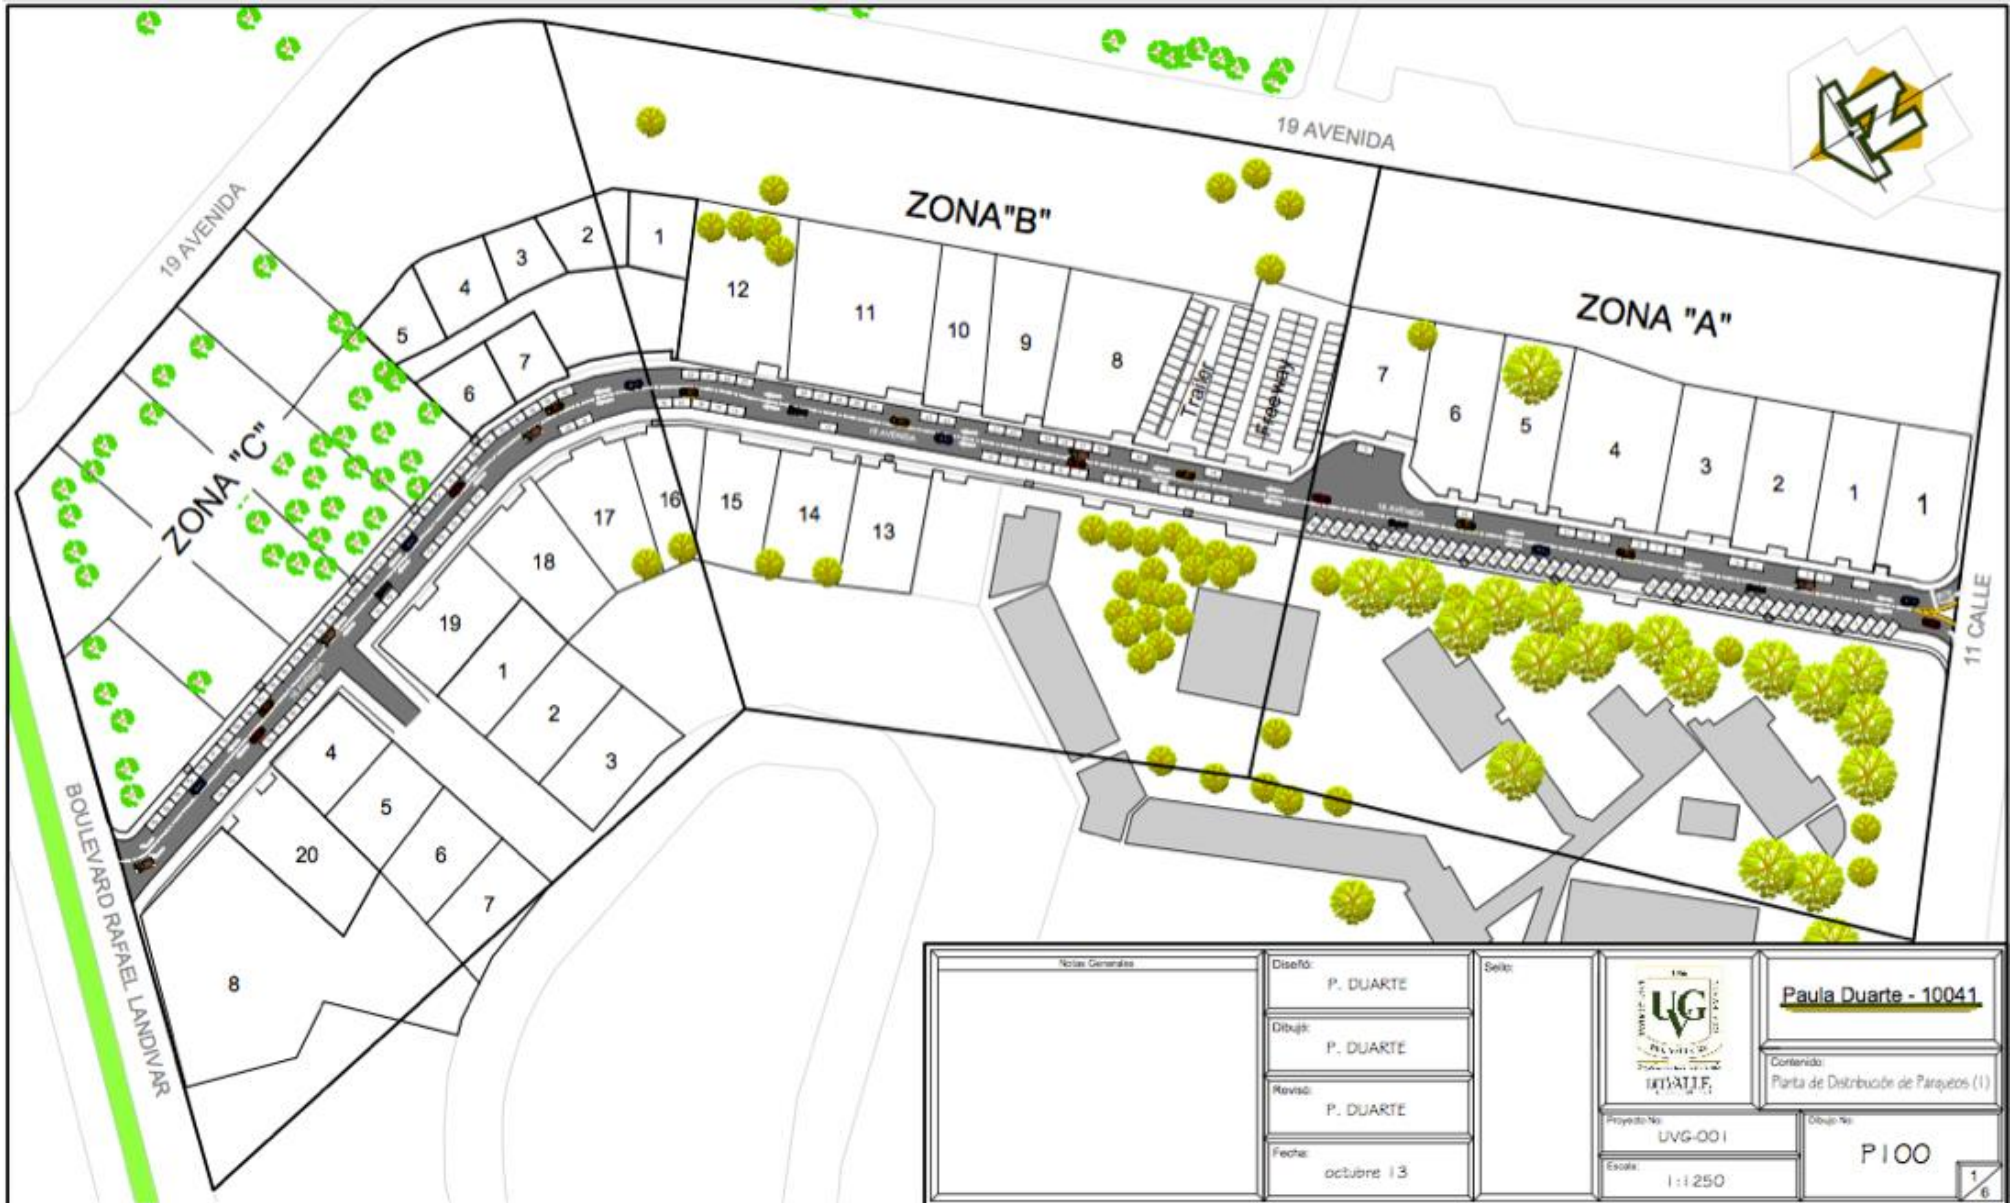 19 AVENIDA
19 AVENIDA
ZONA"B"
ZONA "A"
ZONA "C"
1
2
3
4
5
6
7
12
11
10
9
8
Trailer
Freeway
7
6
5
4
3
2
1
1
18 AVENIDA
18 AVENIDA
11 CALLE
17
16
15
14
13
18
19
1
2
3
4
5
6
7
20
8
BOULEVARD RAFAEL LANDIVAR
Notas Generales
Diseñó:
P. DUARTE
Dibujó:
P. DUARTE
Revisó:
P. DUARTE
Fecha:
octubre 13
Sello:
UVG
Paula Duarte - 10041
Contenido:
Planta de Distribución de Parqueos (1)
Proyecto No:
UVG-001
Escala:
1:1250
Dibujo No:
P100
1
6